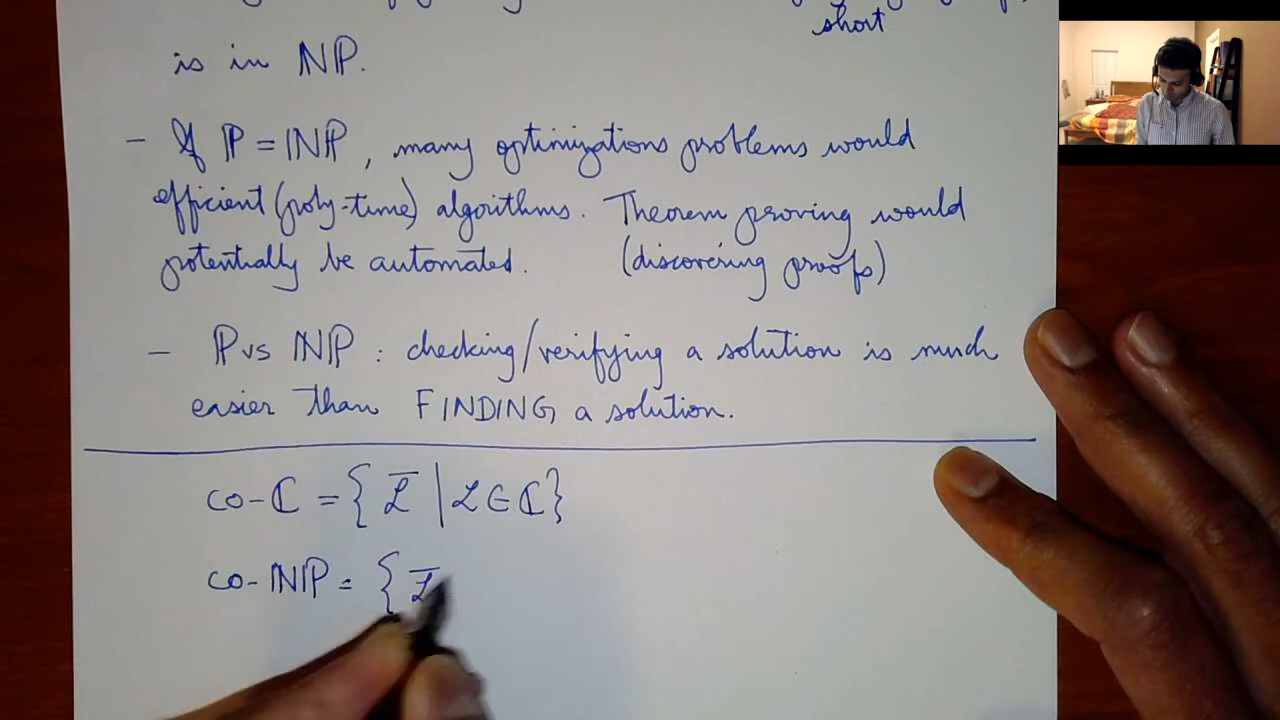 short
is in NP.
- If P = NP, many optimizations problems would
efficient (poly-time) algorithms. Theorem proving would
potentially be automated. (discovering proofs)
- P vs NP : checking/verifying a solution is much
easier than FINDING a solution.
co-C = { L̅ | L ∈ C }
co-NP = { L̅